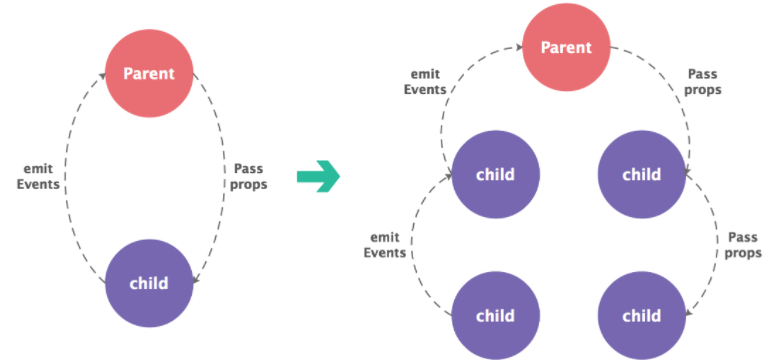 Parent
emit
Events
Pass
props
child
Parent
emit
Events
Pass
props
child
child
emit
Events
Pass
props
child
child